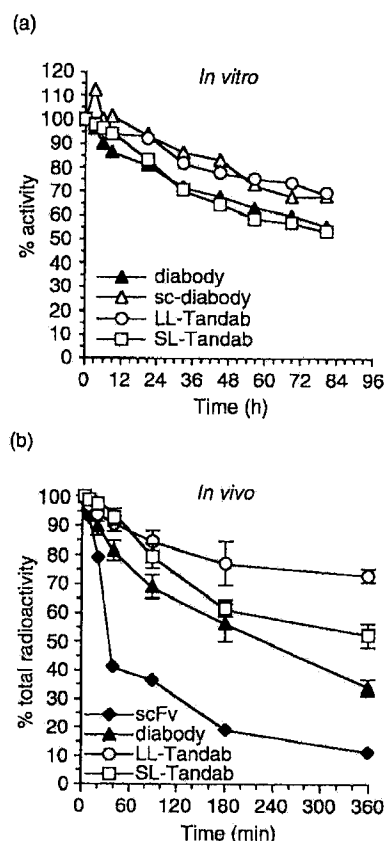 (a)
In vitro
120
110
100
90
80
70
60
50
40
30
20
10
0
% activity
diabody
sc-diabody
LL-Tandab
SL-Tandab
0 12 24 36 48 60 72 84 96
Time (h)
(b)
In vivo
100
90
80
70
60
50
40
30
20
10
0
% total radioactivity
scFv
diabody
LL-Tandab
SL-Tandab
0 60 120 180 240 300 360
Time (min)